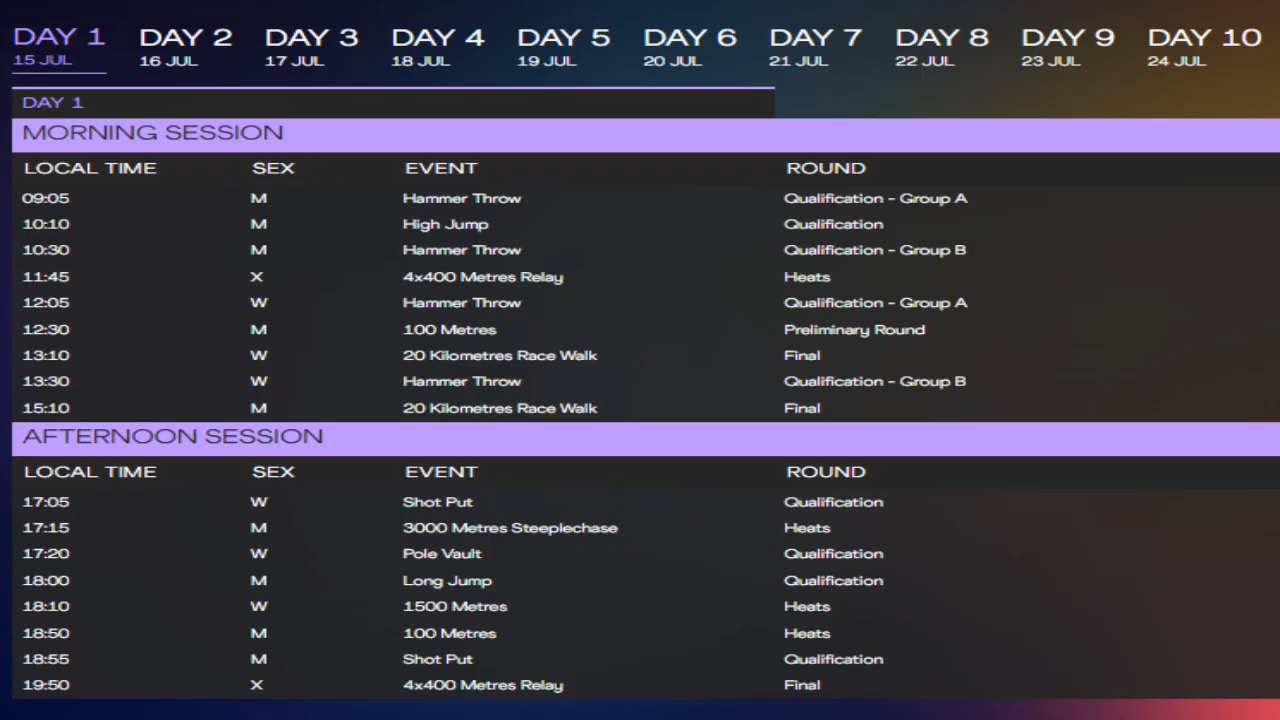 DAY 1 DAY 2 DAY 3 DAY 4 DAY 5 DAY 6 DAY 7 DAY 8 DAY 9 DAY 10
15 JUL 16 JUL 17 JUL 18 JUL 19 JUL 20 JUL 21 JUL 22 JUL 23 JUL 24 JUL
DAY 1
MORNING SESSION
LOCAL TIME SEX EVENT ROUND
09:05 M Hammer Throw Qualification - Group A
10:10 M High Jump Qualification
10:30 M Hammer Throw Qualification - Group B
11:45 X 4x400 Metres Relay Heats
12:05 W Hammer Throw Qualification - Group A
12:30 M 100 Metres Preliminary Round
13:10 W 20 Kilometres Race Walk Final
13:30 W Hammer Throw Qualification - Group B
15:10 M 20 Kilometres Race Walk Final
AFTERNOON SESSION
LOCAL TIME SEX EVENT ROUND
17:05 W Shot Put Qualification
17:15 M 3000 Metres Steeplechase Heats
17:20 W Pole Vault Qualification
18:00 M Long Jump Qualification
18:10 W 1500 Metres Heats
18:50 M 100 Metres Heats
18:55 M Shot Put Qualification
19:50 X 4x400 Metres Relay Final